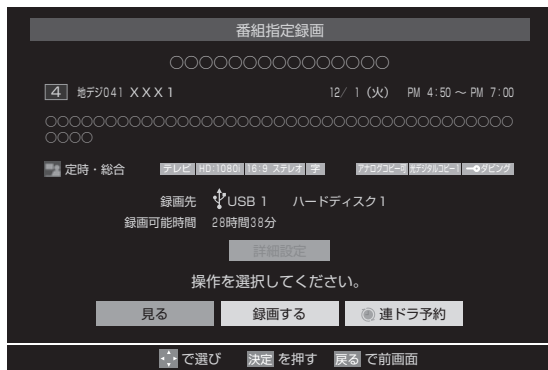 番組指定録画
○○○○○○○○○○○○○○○
4 地デジ041 XXX1 12/ 1 (火) PM 4:50 ~ PM 7:00
○○○○○○○○○○○○○○○○○○○○○○○○○○○○○○○○○○○○○○○○
○○○○
定時・総合 テレビ HD:1080i 16:9 ステレオ 字 アナログコピー可 光デジタルコピー1 ダビング
録画先 USB 1 ハードディスク1
録画可能時間 28時間38分
詳細設定
操作を選択してください。
見る 録画する 連ドラ予約
で選び 決定 を押す 戻る で前画面